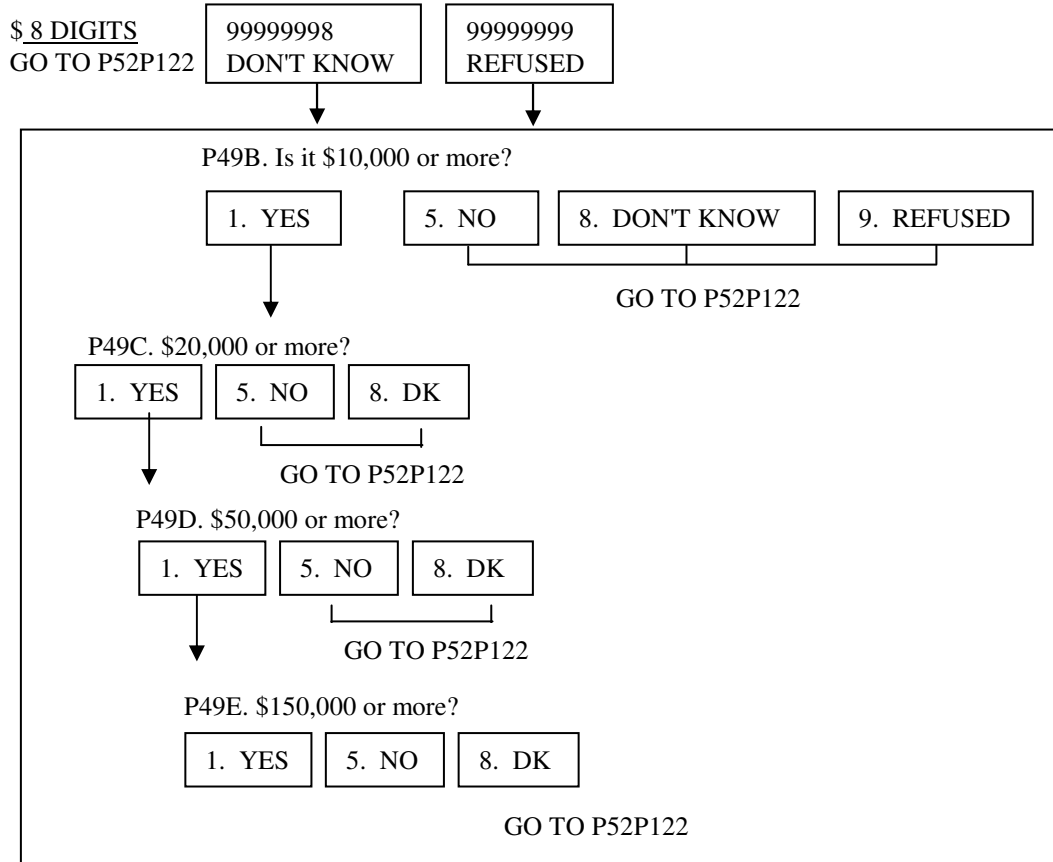 $ 8 DIGITS 99999998 99999999
GO TO P52P122 DON'T KNOW REFUSED
P49B. Is it $10,000 or more?
1. YES 5. NO 8. DON'T KNOW 9. REFUSED
GO TO P52P122
P49C. $20,000 or more?
1. YES 5. NO 8. DK
GO TO P52P122
P49D. $50,000 or more?
1. YES 5. NO 8. DK
GO TO P52P122
P49E. $150,000 or more?
1. YES 5. NO 8. DK
GO TO P52P122